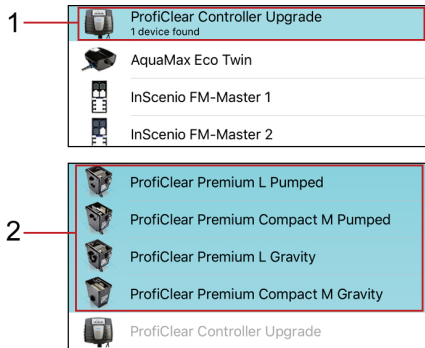 1
ProfiClear Controller Upgrade
1 device found
AquaMax Eco Twin
InScenio FM-Master 1
InScenio FM-Master 2
2
ProfiClear Premium L Pumped
ProfiClear Premium Compact M Pumped
ProfiClear Premium L Gravity
ProfiClear Premium Compact M Gravity
ProfiClear Controller Upgrade